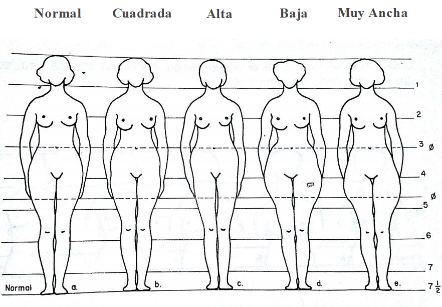 Normal Cuadrada Alta Baja Muy Ancha
1
2
3 ø
4
ø
5
6
7
Normal a. b. c. d. e. 7 1/2